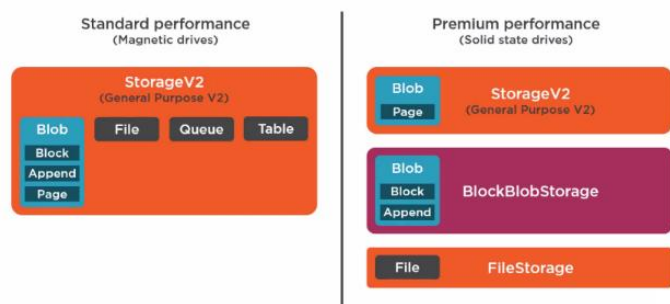 Standard performance
(Magnetic drives)
StorageV2
(General Purpose V2)
Blob
File
Queue
Table
Block
Append
Page
Premium performance
(Solid state drives)
Blob
Page
StorageV2
(General Purpose V2)
Blob
Block
Append
BlockBlobStorage
File
FileStorage